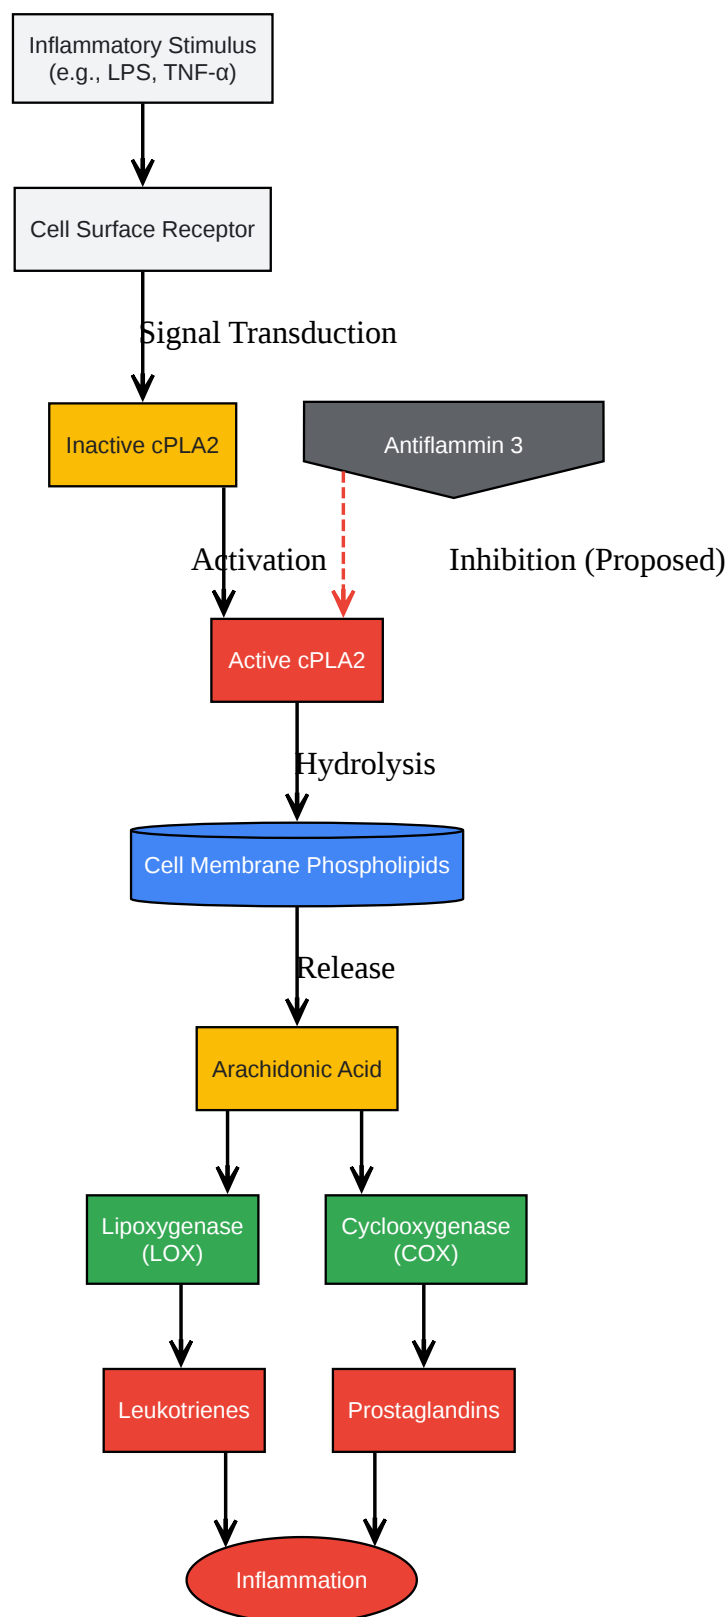 Inflammatory Stimulus
(e.g., LPS, TNF-α)
Cell Surface Receptor
Signal Transduction
Inactive cPLA2
Antiflammin 3
Activation
Inhibition (Proposed)
Active cPLA2
Hydrolysis
Cell Membrane Phospholipids
Release
Arachidonic Acid
Lipoxygenase
(LOX)
Cyclooxygenase
(COX)
Leukotrienes
Prostaglandins
Inflammation